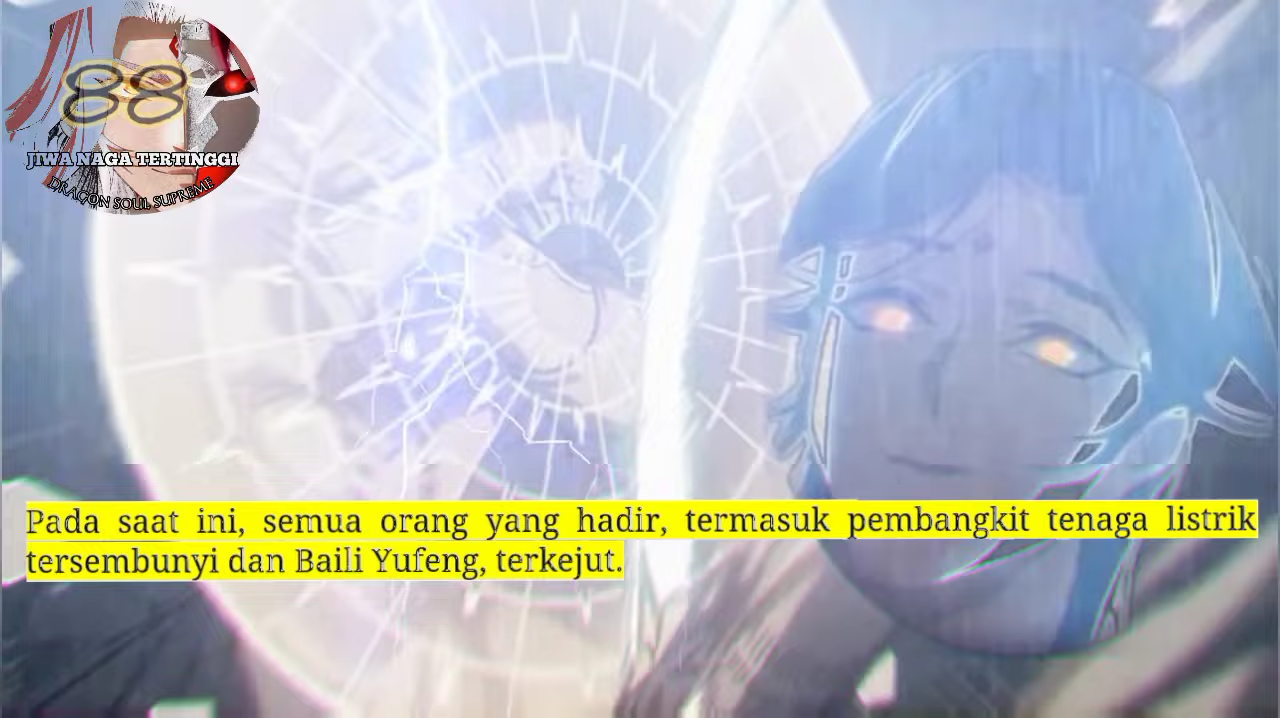 88
JIWA NAGA TERTINGGI
DRAGON SOUL SUPREME
Pada saat ini, semua orang yang hadir, termasuk pembangkit tenaga listrik
tersembunyi dan Baili Yufeng, terkejut.